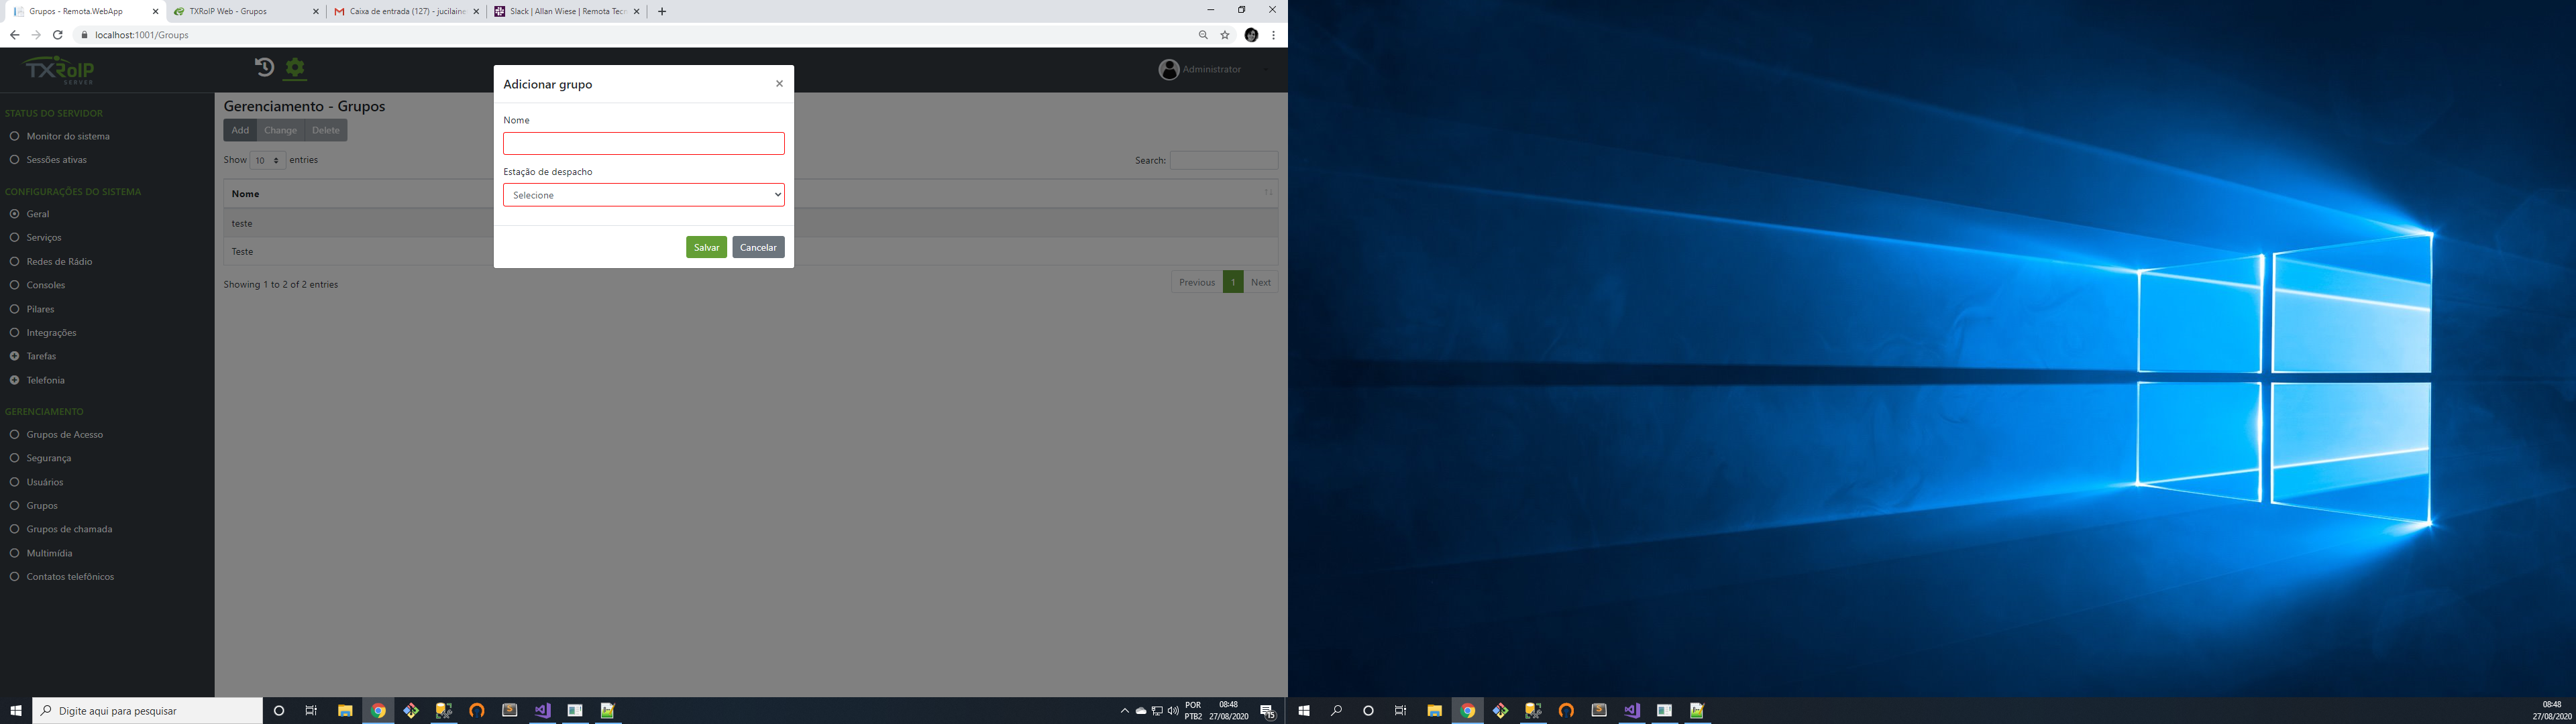 Grupos - Remota.WebApp
TXRoIP Web - Grupos
Caixa de entrada (127) - jucilaine
Slack | Allan Wiese | Remota Tecn
localhost:1001/Groups
TXRoIP
SERVER
Administrator
STATUS DO SERVIDOR
Monitor do sistema
Sessões ativas
CONFIGURAÇÕES DO SISTEMA
Geral
Serviços
Redes de Rádio
Consoles
Pilares
Integrações
Tarefas
Telefonia
GERENCIAMENTO
Grupos de Acesso
Segurança
Usuários
Grupos
Grupos de chamada
Multimídia
Contatos telefônicos
Gerenciamento - Grupos
Add Change Delete
Show 10 entries
Search:
Nome
teste
Teste
Showing 1 to 2 of 2 entries
Previous 1 Next
Adicionar grupo
Nome
Estação de despacho
Selecione
Salvar Cancelar
Digite aqui para pesquisar
POR
PTB2
08:48
27/08/2020
15
08:48
27/08/2020